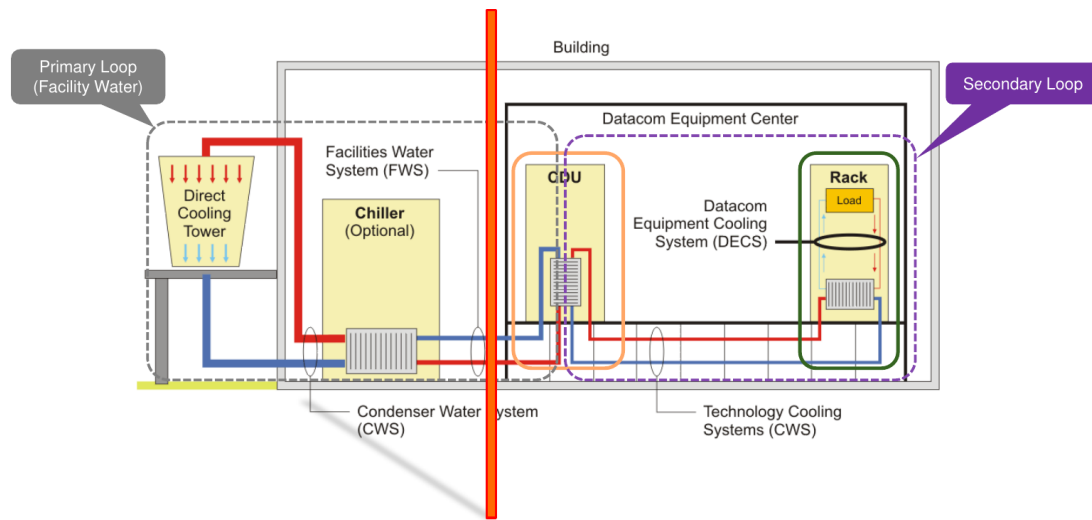 Building
Primary Loop
(Facility Water)
Secondary Loop
Datacom Equipment Center
Facilities Water
System (FWS)
CDU
Rack
Load
Direct
Cooling
Tower
Chiller
(Optional)
Datacom
Equipment Cooling
System (DECS)
Condenser Water System
(CWS)
Technology Cooling
Systems (CWS)